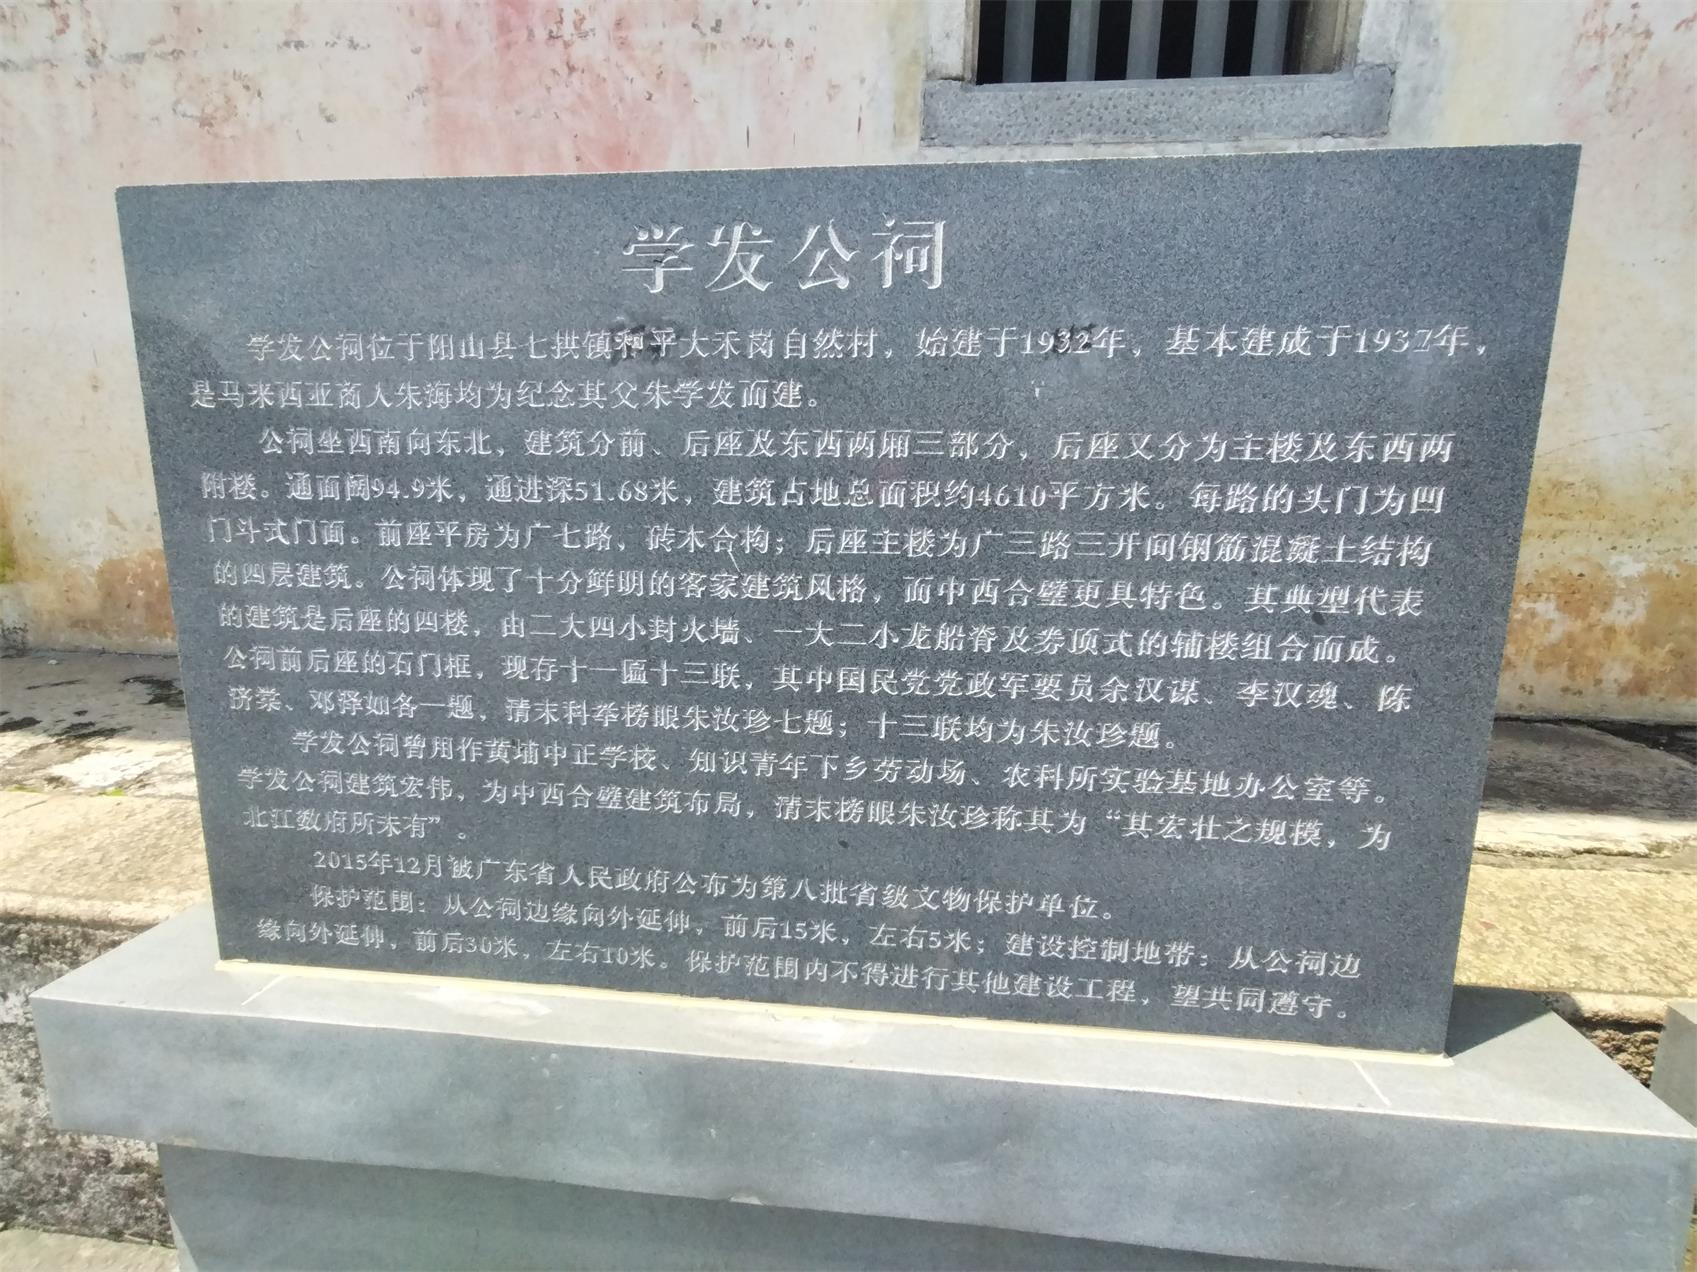 学发公祠
学发公祠位于阳山县七拱镇和平大禾岗自然村，始建于1932年，基本建成于1937年，
是马来西亚商人朱海均为纪念其父朱学发而建。
公祠坐西南向东北，建筑分前、后座及东西两厢三部分，后座又分为主楼及东西两
附楼。通面阔94.9米，通进深51.68米，建筑占地总面积约4610平方米。每路的头门为凹
门斗式门面。前座平房为广七路，砖木合构；后座主楼为广三路三开间钢筋混凝土结构
的四层建筑。公祠体现了十分鲜明的客家建筑风格，而中西合璧更具特色。其典型代表
的建筑是后座的四楼，由二大四小封火墙、一大二小龙船脊及券顶式的辅楼组合而成。
公祠前后座的石门框，现存十一匾十三联，其中国民党党政军要员余汉谋、李汉魂、陈
济棠、邓泽如各一题，清末科举榜眼朱汝珍七题；十三联均为朱汝珍题。
学发公祠曾用作黄埔中正学校、知识青年下乡劳动场、农科所实验基地办公室等。
学发公祠建筑宏伟，为中西合璧建筑布局，清末榜眼朱汝珍称其为“其宏壮之规模，为
北江数府所未有”。
2015年12月被广东省人民政府公布为第八批省级文物保护单位。
保护范围：从公祠边缘向外延伸，前后15米，左右5米；建设控制地带：从公祠边
缘向外延伸，前后30米，左右10米。保护范围内不得进行其他建设工程，望共同遵守。